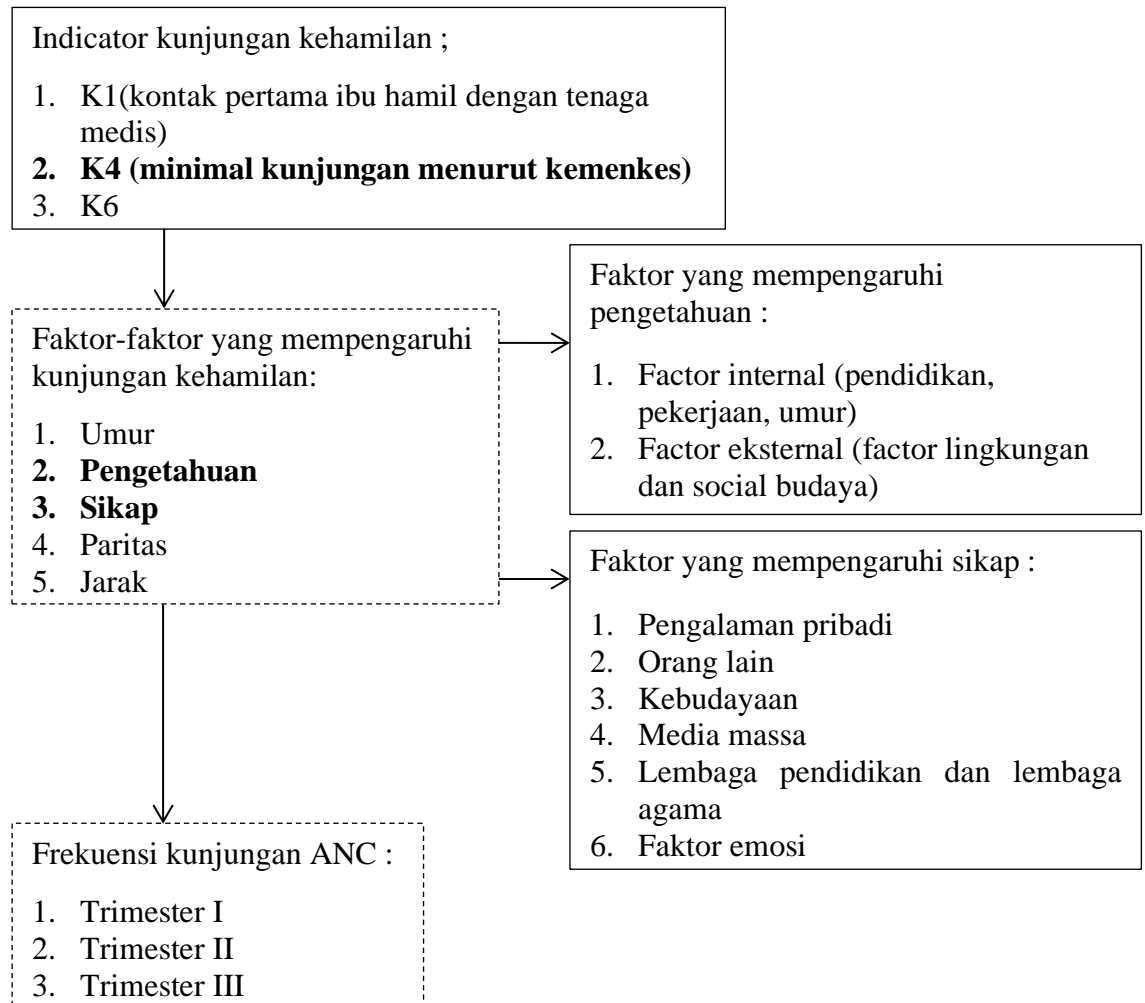 Indicator kunjungan kehamilan ;
1. K1(kontak pertama ibu hamil dengan tenaga
medis)
2. K4 (minimal kunjungan menurut kemenkes)
3. K6
Faktor-faktor yang mempengaruhi
kunjungan kehamilan:
1. Umur
2. Pengetahuan
3. Sikap
4. Paritas
5. Jarak
Faktor yang mempengaruhi
pengetahuan :
1. Factor internal (pendidikan,
pekerjaan, umur)
2. Factor eksternal (factor lingkungan
dan social budaya)
Faktor yang mempengaruhi sikap :
1. Pengalaman pribadi
2. Orang lain
3. Kebudayaan
4. Media massa
5. Lembaga pendidikan dan lembaga
agama
6. Faktor emosi
Frekuensi kunjungan ANC :
1. Trimester I
2. Trimester II
3. Trimester III